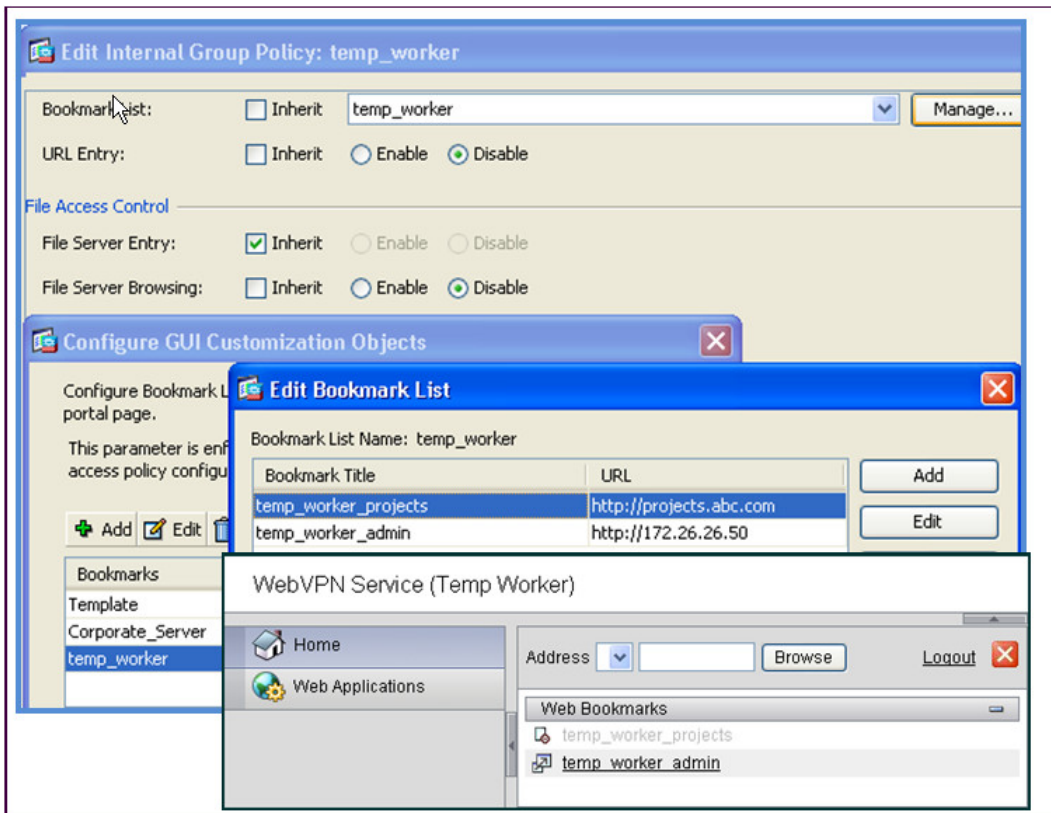 Edit Internal Group Policy: temp_worker
Bookmark List: Inherit temp_worker Manage...
URL Entry: Inherit Enable Disable
File Access Control
File Server Entry: Inherit Enable Disable
File Server Browsing: Inherit Enable Disable
Configure GUI Customization Objects
Configure Bookmark L
portal page.
This parameter is enf
access policy configu
Add Edit
Bookmarks
Template
Corporate_Server
temp_worker
Edit Bookmark List
Bookmark List Name: temp_worker
Bookmark Title URL
temp_worker_projects http://projects.abc.com
temp_worker_admin http://172.26.26.50
Add
Edit
WebVPN Service (Temp Worker)
Home
Web Applications
Address Browse Logout
Web Bookmarks
temp_worker_projects
temp_worker_admin